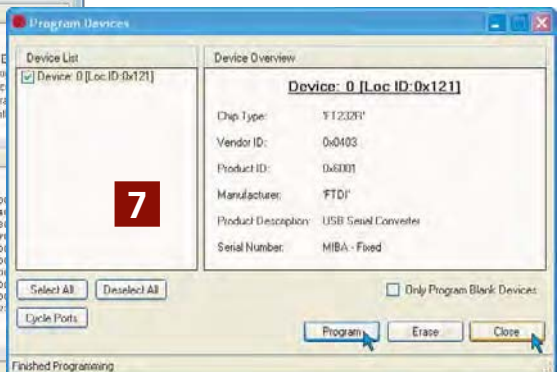 Program Devices
Device List
Device Overview
Device: 0 [Loc ID:0x121]
Device: 0 [Loc ID:0x121]
Chip Type: 'FT232R'
Vendor ID: 0x0403
Product ID: 0x6001
Manufacturer: 'FTDI'
Product Description: USB Serial Converter
Serial Number: MIBA - Fixed
7
Select All Deselect All
Only Program Blank Devices
Cycle Ports
Program Erase Close
Finished Programming